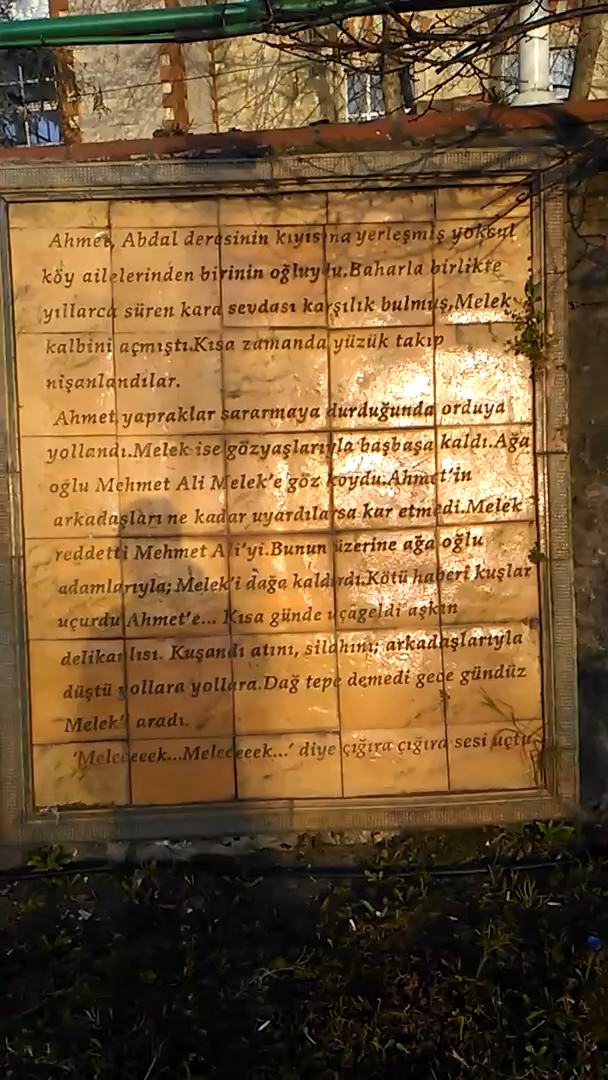 Ahmet, Abdal deresinin kıyısına yerleşmiş yoksul
köy ailelerinden birinin oğluydu.Baharla birlikte
yıllarca süren kara sevdası karşılık bulmuş,Melek
kalbini açmıştı.Kısa zamanda yüzük takıp
nişanlandılar.
Ahmet yapraklar sararmaya durduğunda orduya
yollandı.Melek ise gözyaşlarıyla başbaşa kaldı.Ağa
oğlu Mehmet Ali Melek'e göz koydu.Ahmet'in
arkadaşları ne kadar uyardılarsa kar etmedi.Melek
reddetti Mehmet Ali'yi.Bunun üzerine ağa oğlu
adamlarıyla; Melek'i dağa kaldırdı.Kötü haberi kuşlar
uçurdu Ahmet'e... Kısa günde uçageldi aşkın
delikanlısı. Kuşandı atını, silahını; arkadaşlarıyla
düştü yollara yollara.Dağ tepe demedi gece gündüz
Melek'i aradı.
'Meleeeeek...Meleeeeek...' diye çığıra çığıra sesi uçtu